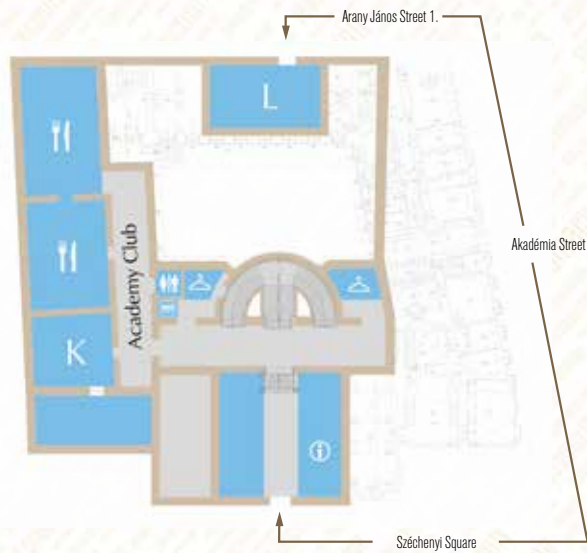 Arany János Street 1.
L
Akadémia Street
Academy Club
K
i
Széchenyi Square